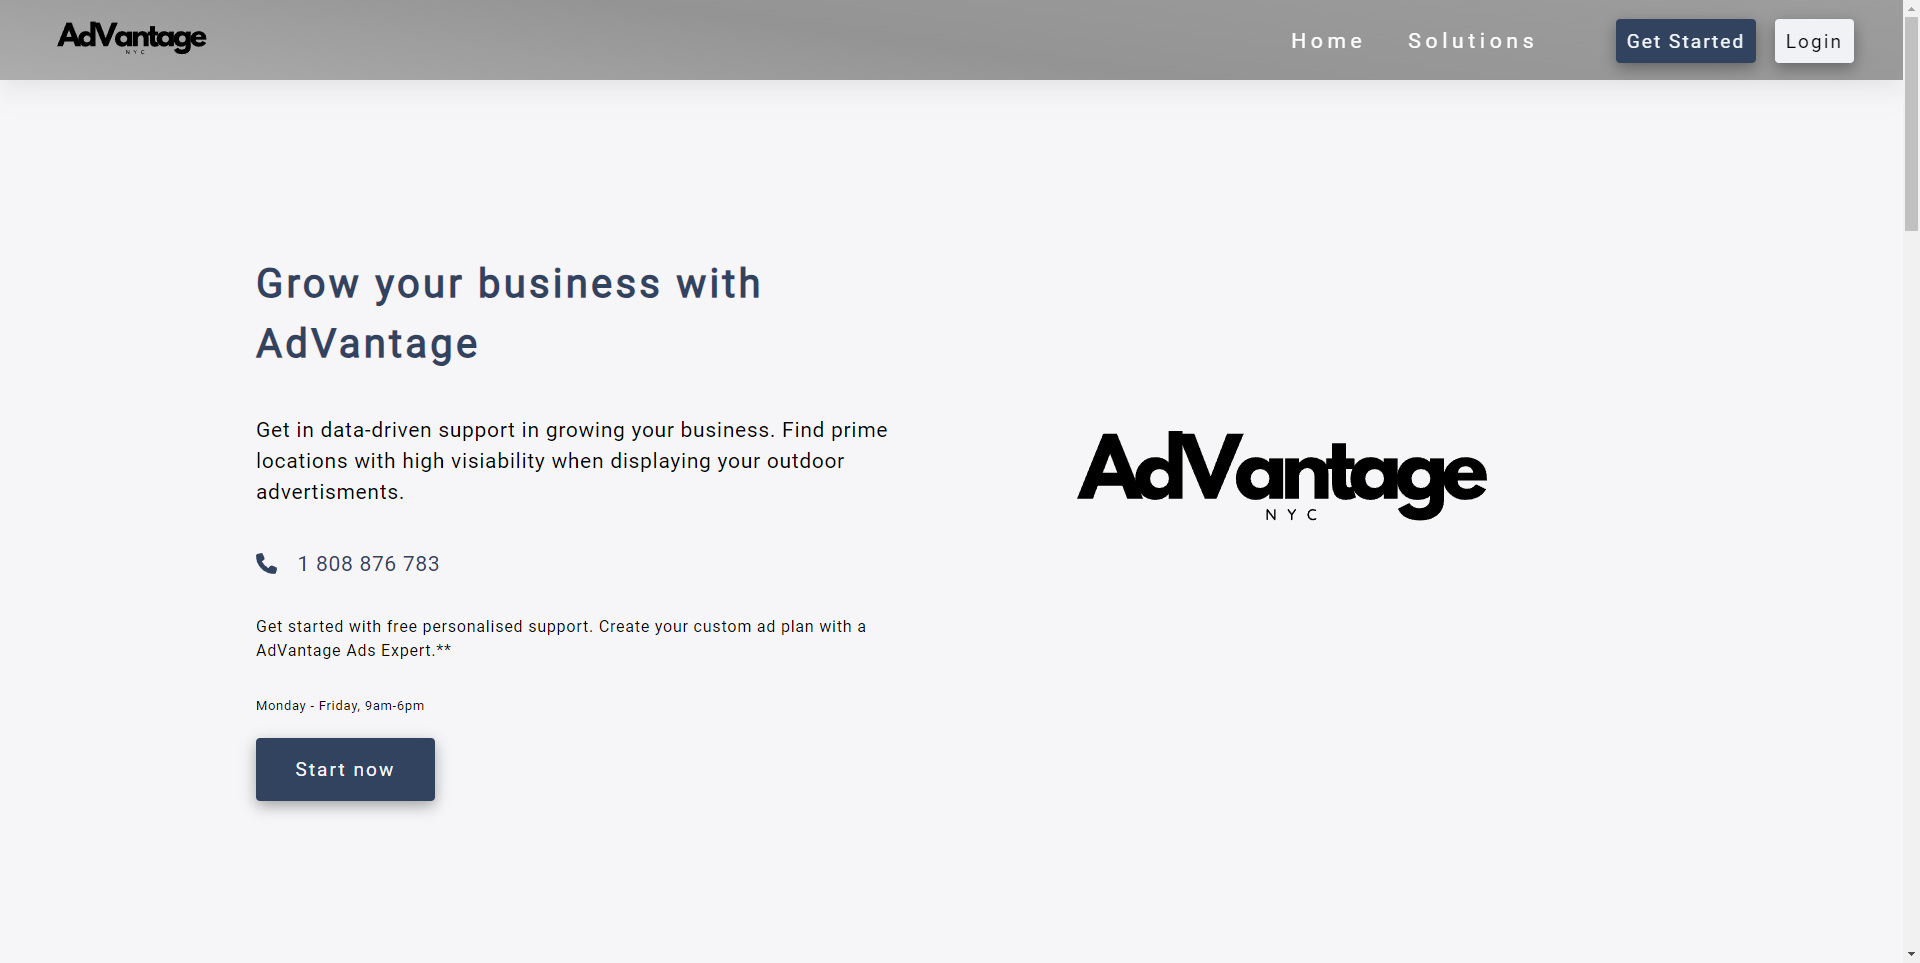 AdVantage
NYC
Home
Solutions
Get Started
Login
Grow your business with
AdVantage
Get in data-driven support in growing your business. Find prime
locations with high visiability when displaying your outdoor
advertisments.
1 808 876 783
Get started with free personalised support. Create your custom ad plan with a
AdVantage Ads Expert.**
Monday - Friday, 9am-6pm
Start now
AdVantage
NYC